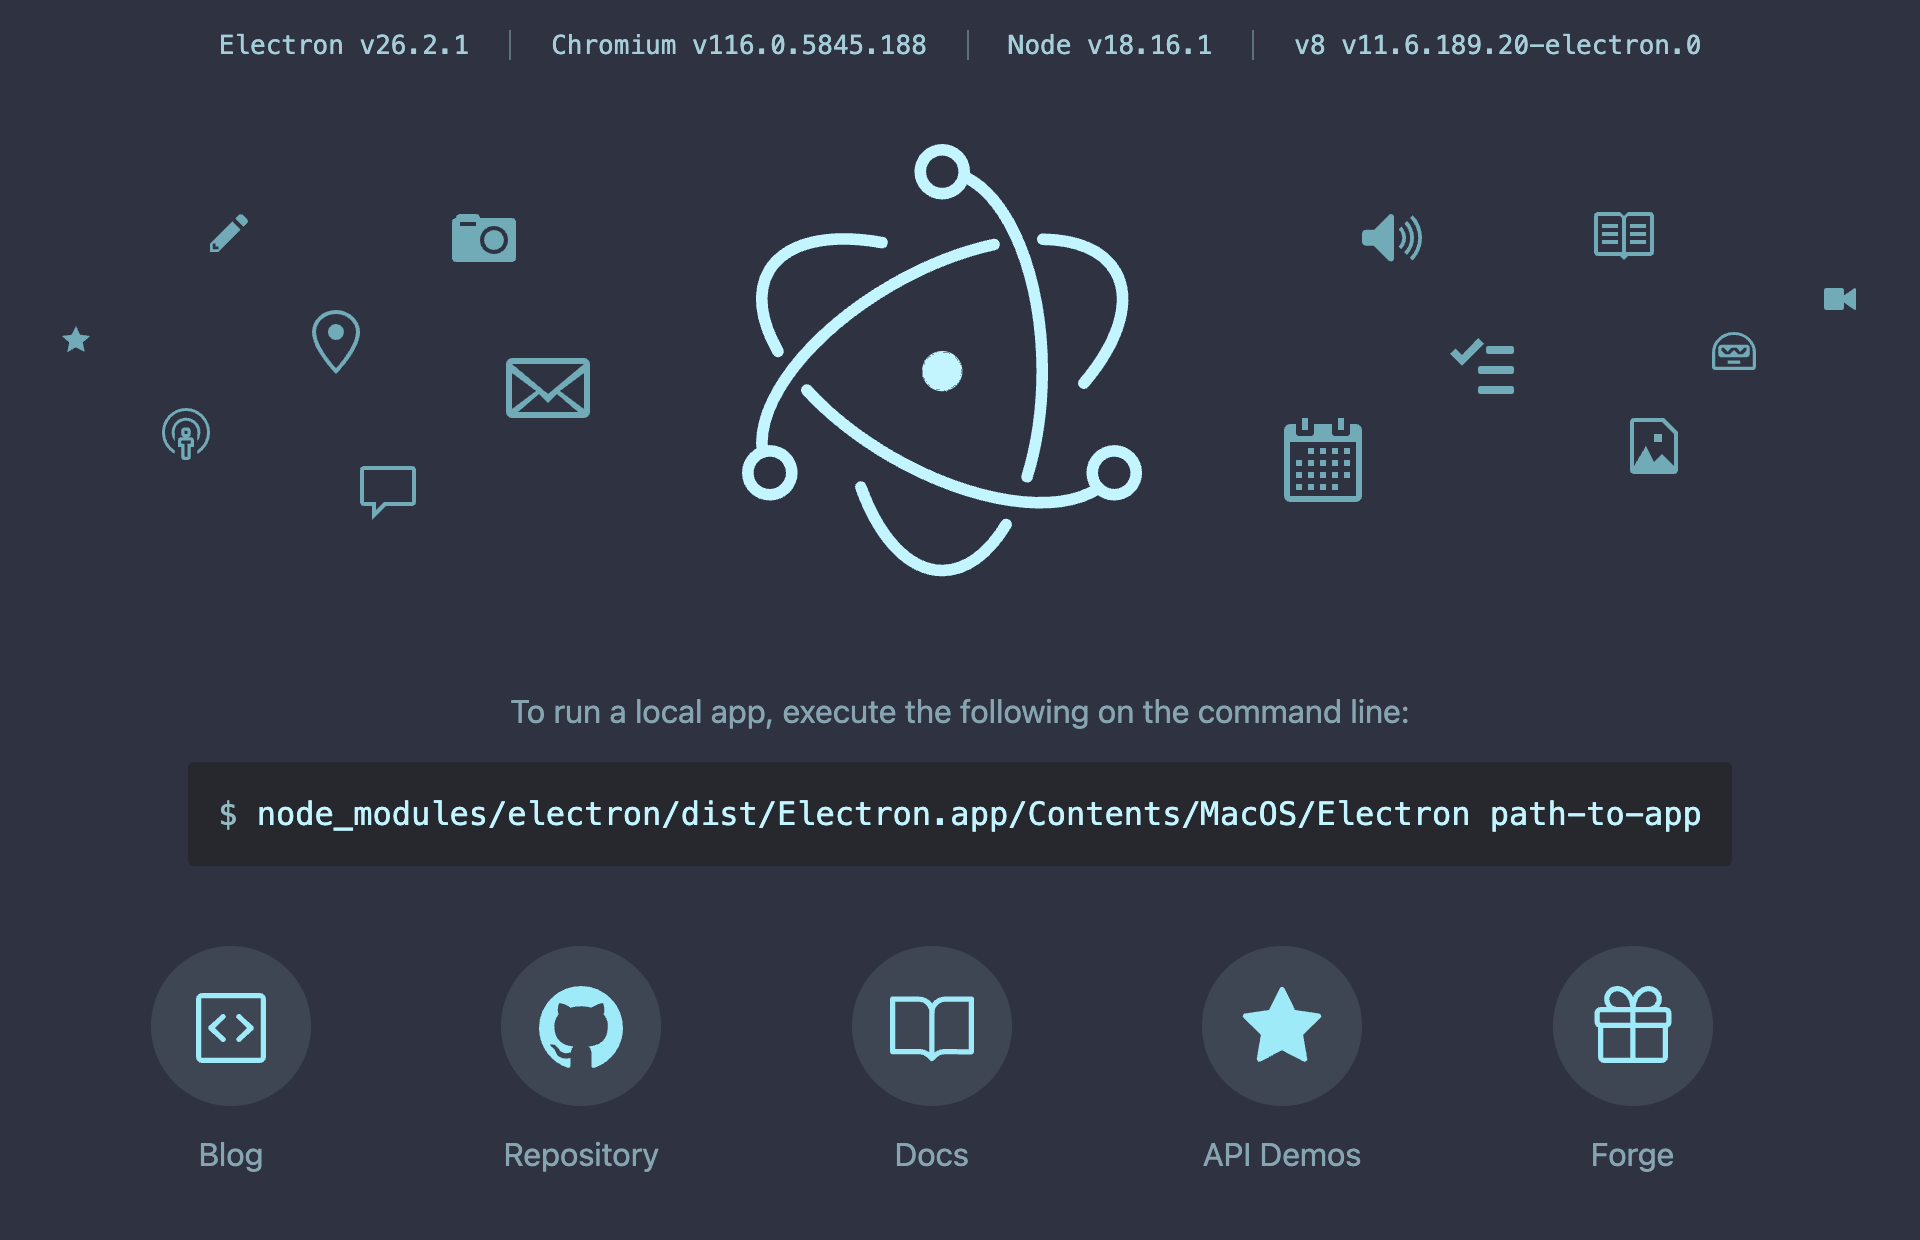 Electron v26.2.1 | Chromium v116.0.5845.188 | Node v18.16.1 | v8 v11.6.189.20-electron.0
To run a local app, execute the following on the command line:
$ node_modules/electron/dist/Electron.app/Contents/MacOS/Electron path-to-app
Blog Repository Docs API Demos Forge